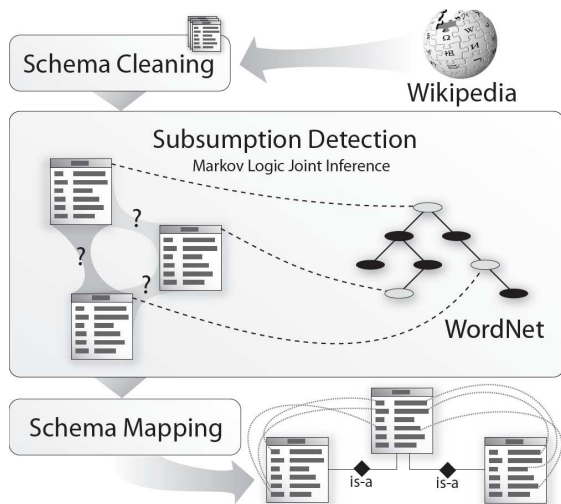 Schema Cleaning
Wikipedia
Subsumption Detection
Markov Logic Joint Inference
?
?
?
WordNet
Schema Mapping
is-a
is-a